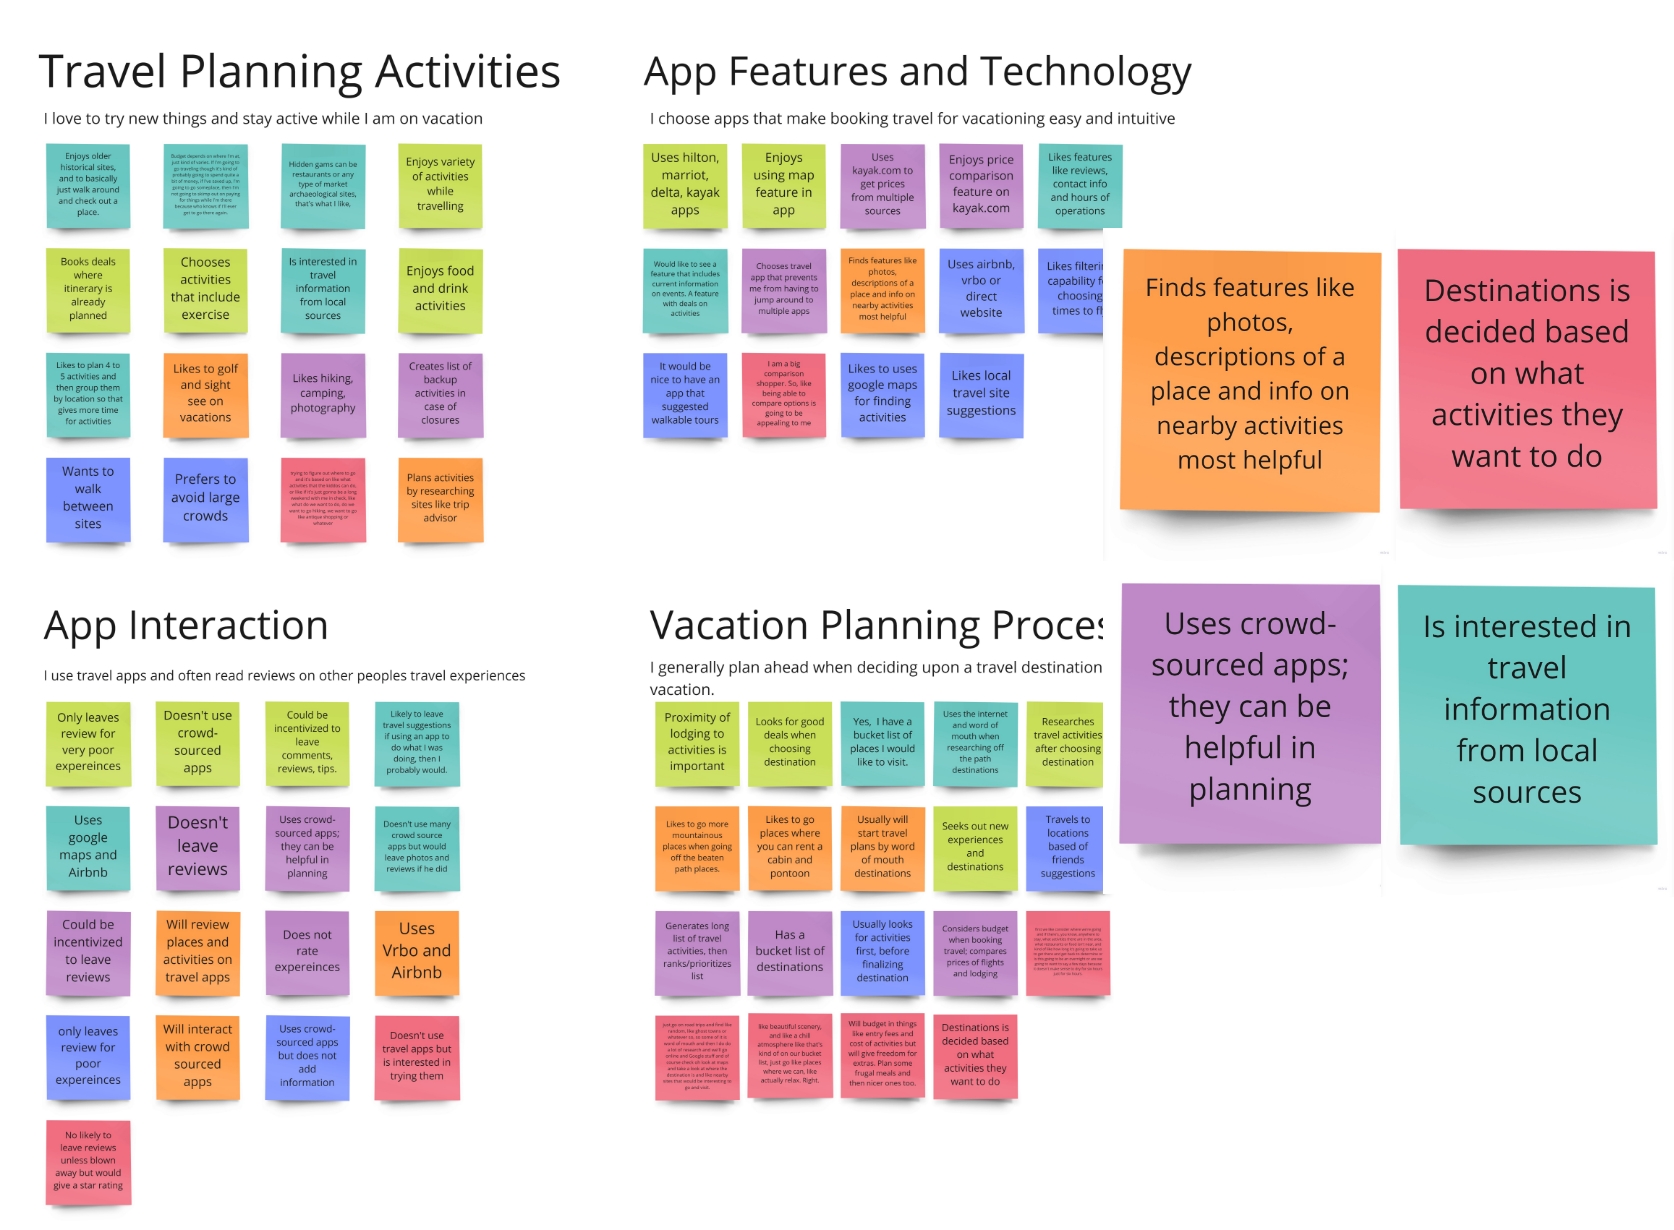 Travel Planning Activities
I love to try new things and stay active while I am on vacation
Enjoys older
historical sites,
and to basically
just walk around
and check out a
place.
Budget depends on where I'm at,
Hidden gams can be
restaurants or any
type of market
archaeological sites,
that's what I like,
Enjoys variety
of activities
while
travelling
Books deals
where
itinerary is
already
planned
Chooses
activities
that include
exercise
Is interested in
travel
information
from local
sources
Enjoys food
and drink
activities
Likes to plan 4 to
5 activities and
then group them
by location so that
gives more time
for activities
Likes to golf
and sight
see on
vacations
Likes hiking,
camping,
photography
Creates list of
backup
activities in
case of
closures
Wants to
walk
between
sites
Prefers to
avoid large
crowds
Plans activities
by researching
sites like trip
advisor
App Features and Technology
I choose apps that make booking travel for vacationing easy and intuitive
Uses hilton,
marriot,
delta, kayak
apps
Enjoys
using map
feature in
app
Uses
kayak.com to
get prices
from multiple
sources
Enjoys price
comparison
feature on
kayak.com
Likes features
like reviews,
contact info
and hours of
operations
Would like to see a
feature that includes
current information
on events. A feature
with deals on
activities
Chooses travel
app that prevents
me from having to
jump around to
multiple apps
Finds features like
photos,
descriptions of a
place and info on
nearby activities
most helpful
Uses airbnb,
vrbo or
direct
website
Likes filteri
capability f
choosing
times to f
It would be
nice to have an
app that
suggested
walkable tours
I am a big
comparison
shopper. So, like
being able to
compare options is
going to be
appealing to me
Likes to uses
google maps
for finding
activities
Likes local
travel site
suggestions
Finds features like
photos,
descriptions of a
place and info on
nearby activities
most helpful
Destinations is
decided based
on what
activities they
want to do
Uses crowd-
sourced apps;
they can be
helpful in
planning
Is interested in
travel
information
from local
sources
App Interaction
I use travel apps and often read reviews on other peoples travel experiences
Only leaves
review for
very poor
expereinces
Doesn't use
crowd-
sourced
apps
Could be
incentivized to
leave
comments,
reviews, tips.
Likely to leave
travel suggestions
if using an app to
do what I was
doing, then I
probably would.
Uses
google
maps and
Airbnb
Doesn't
leave
reviews
Uses crowd-
sourced apps;
they can be
helpful in
planning
Doesn't use many
crowd source
apps but would
leave photos and
reviews if he did
Could be
incentivized
to leave
reviews
Will review
places and
activities on
travel apps
Does not
rate
expereinces
Uses
Vrbo and
Airbnb
only leaves
review for
poor
expereinces
Will interact
with crowd
sourced
apps
Uses crowd-
sourced apps
but does not
add
information
Doesn't use
travel apps but
is interested in
trying them
No likely to
leave reviews
unless blown
away but would
give a star rating
Vacation Planning Proces
I generally plan ahead when deciding upon a travel destination
vacation.
Proximity of
lodging to
activities is
important
Looks for good
deals when
choosing
destination
Yes, I have a
bucket list of
places I would
like to visit.
Uses the internet
and word of
mouth when
researching off
the path
destinations
Researches
travel activities
after choosing
destination
Likes to go more
mountainous
places when going
off the beaten
path places.
Likes to go
places where
you can rent a
cabin and
pontoon
Usually will
start travel
plans by word
of mouth
destinations
Seeks out new
experiences
and
destinations
Travels to
locations
based of
friends
suggestions
Generates long
list of travel
activities, then
ranks/prioritizes
list
Has a
bucket list of
destinations
Usually looks
for activities
first, before
finalizing
destination
Considers budget
when booking
travel; compares
prices of flights
and lodging
like beautiful scenery,
and like a chill
atmosphere like that's
kind of on our bucket
list, just go like places
where we can, like
actually relax. Right.
Will budget in things
like entry fees and
cost of activities but
will give freedom for
extras. Plan some
frugal meals and
then nicer ones too.
Destinations is
decided based
on what
activities they
want to do